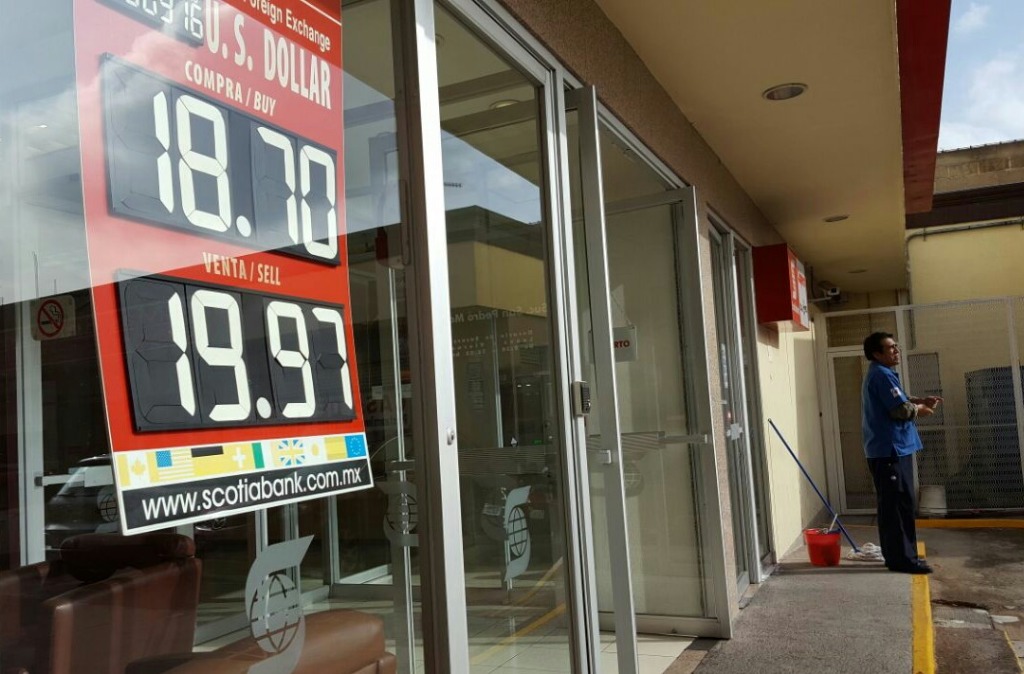 Foreign Exchange
U.S. DOLLAR
COMPRA / BUY
18.70
VENTA / SELL
19.97
www.scotiabank.com.mx